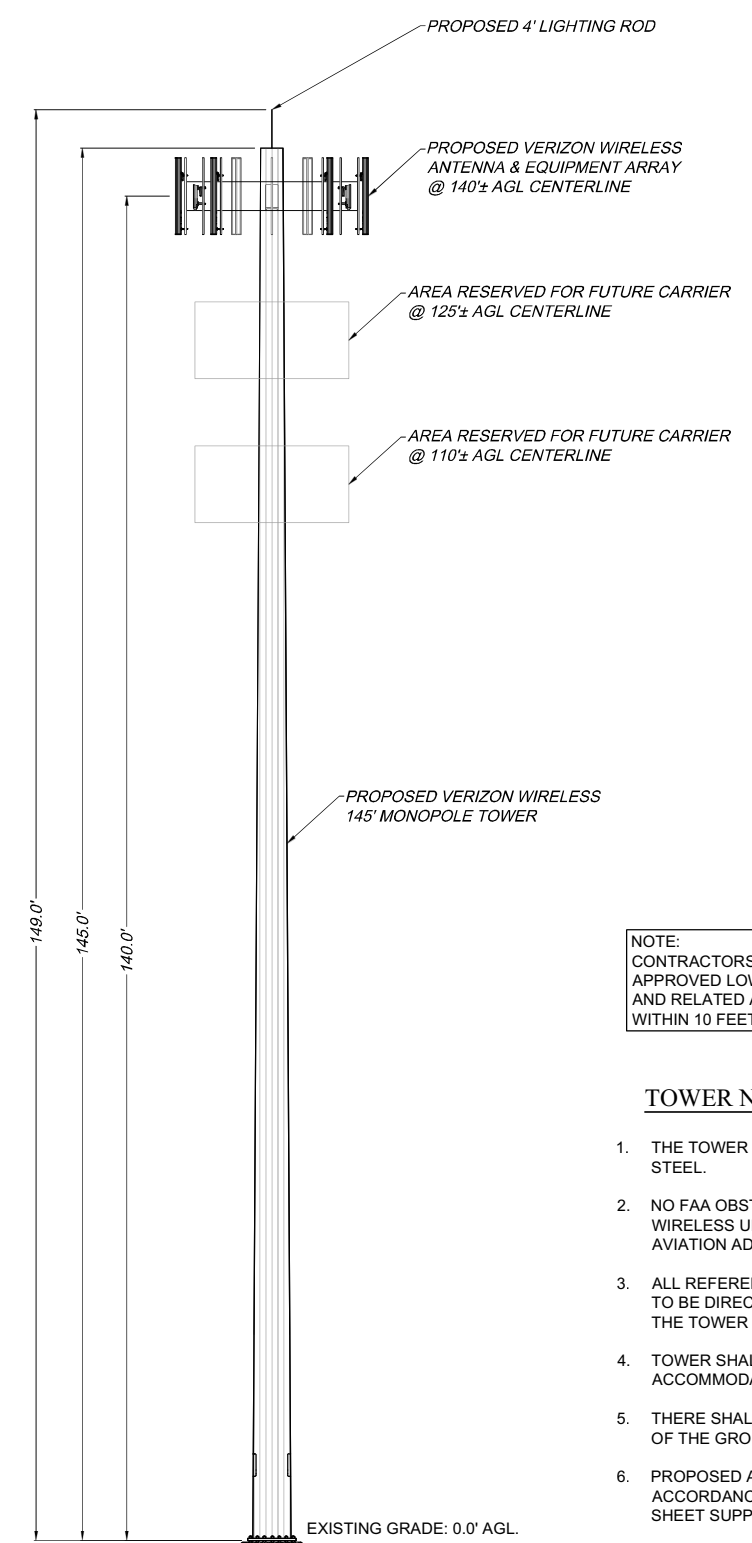 PROPOSED 4' LIGHTING ROD
PROPOSED VERIZON WIRELESS
ANTENNA & EQUIPMENT ARRAY
@ 140'± AGL CENTERLINE
AREA RESERVED FOR FUTURE CARRIER
@ 125'± AGL CENTERLINE
AREA RESERVED FOR FUTURE CARRIER
@ 110'± AGL CENTERLINE
PROPOSED VERIZON WIRELESS
145' MONOPOLE TOWER
149.0'
145.0'
140.0'
NOTE:
CONTRACTORS
APPROVED LOW
AND RELATED A
WITHIN 10 FEET
TOWER N
1. THE TOWER
STEEL.
2. NO FAA OBST
WIRELESS U
AVIATION AD
3. ALL REFERE
TO BE DIREC
THE TOWER
4. TOWER SHAL
ACCOMMODA
5. THERE SHAL
OF THE GRO
6. PROPOSED A
ACCORDANC
SHEET SUPP
EXISTING GRADE: 0.0' AGL.